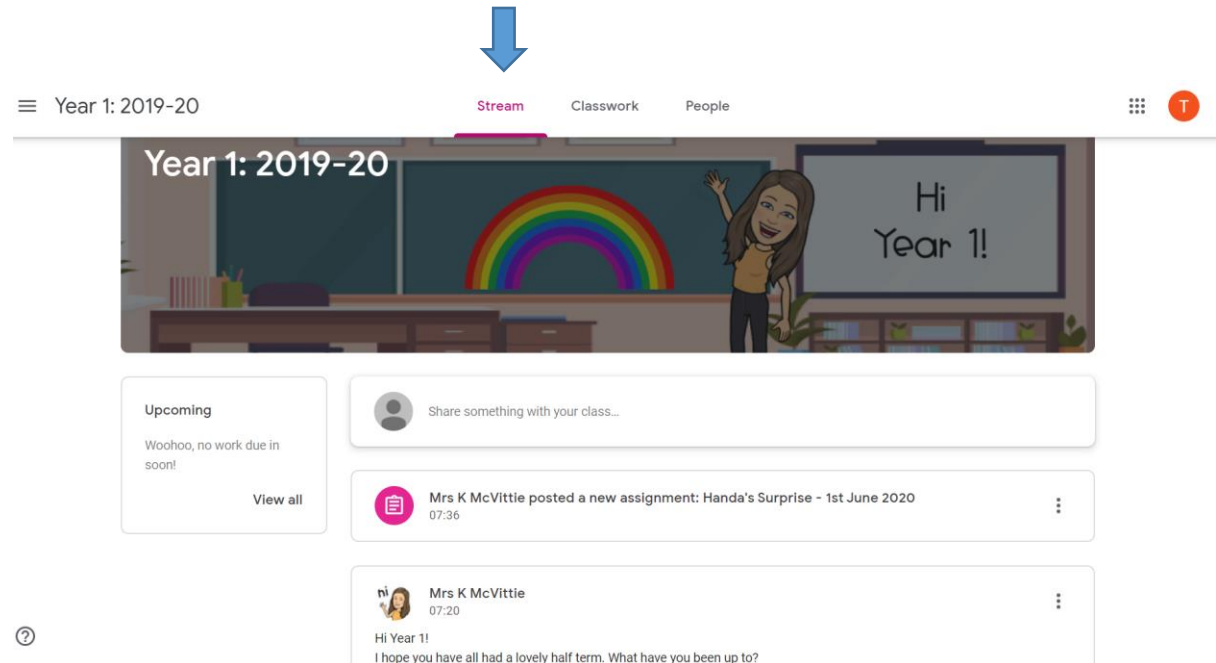 Year 1: 2019-20
Stream
Classwork
People
T
Year 1: 2019-20
Hi
Year 1!
Upcoming
Woohoo, no work due in
soon!
View all
Share something with your class...
Mrs K McVittie posted a new assignment: Handa's Surprise - 1st June 2020
07:36
hi
Mrs K McVittie
07:20
Hi Year 1!
I hope you have all had a lovely half term. What have you been up to?